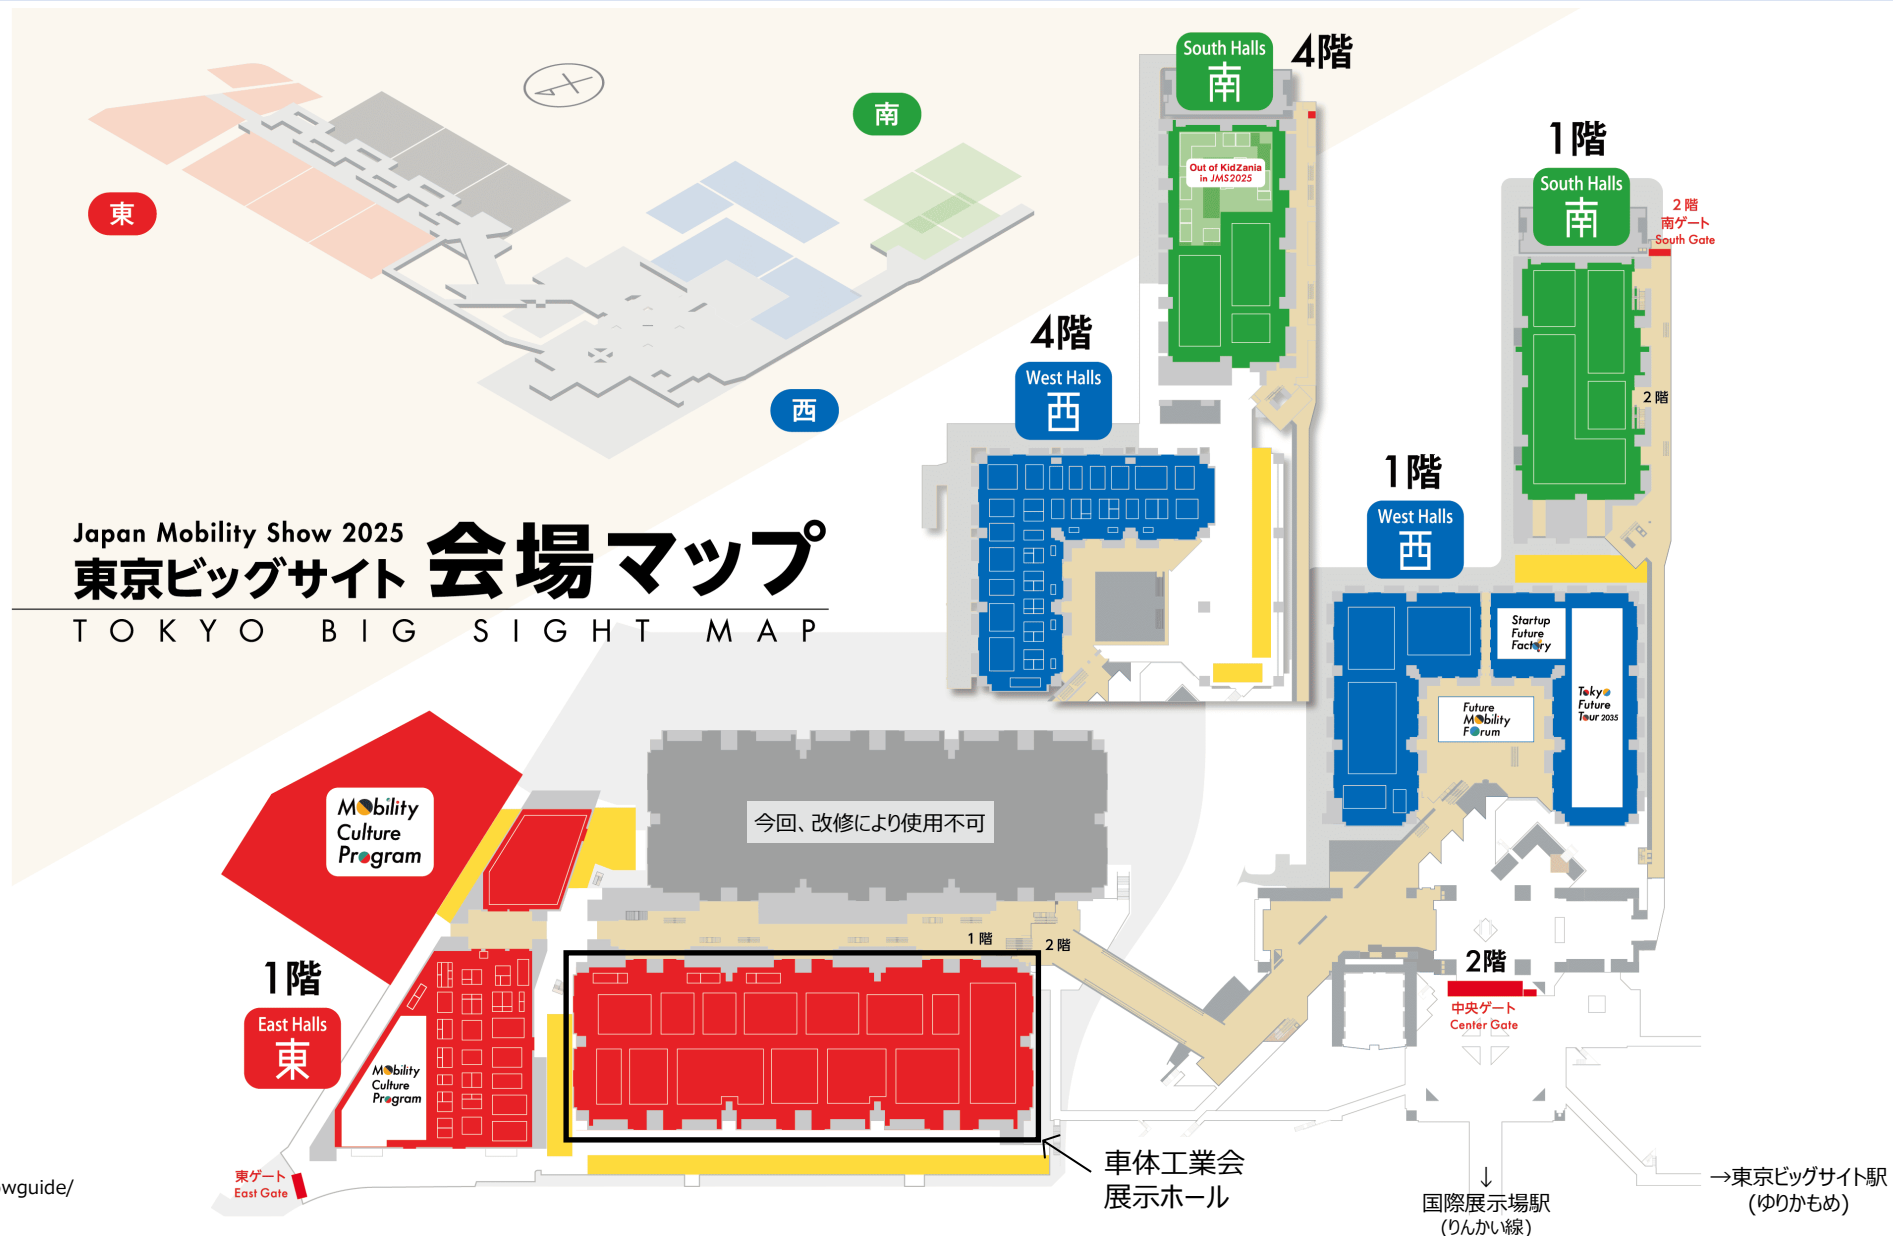 南
東
西
Japan Mobility Show 2025
東京ビッグサイト 会場マップ
TOKYO BIG SIGHT MAP
South Halls
南
4階
Out of KidZania
in JMS2025
4階
West Halls
西
1階
South Halls
南
2階
南ゲート
South Gate
2階
1階
West Halls
西
Startup
Future
Factory
Tokyo
Future
Tour 2035
Future
Mobility
Forum
今回、改修により使用不可
Mobility
Culture
Program
1階
2階
1階
East Halls
東
Mobility
Culture
Program
2階
中央ゲート
Center Gate
東ゲート
East Gate
車体工業会
展示ホール
↓
国際展示場駅
(りんかい線)
→東京ビッグサイト駅
(ゆりかもめ)
wguide/